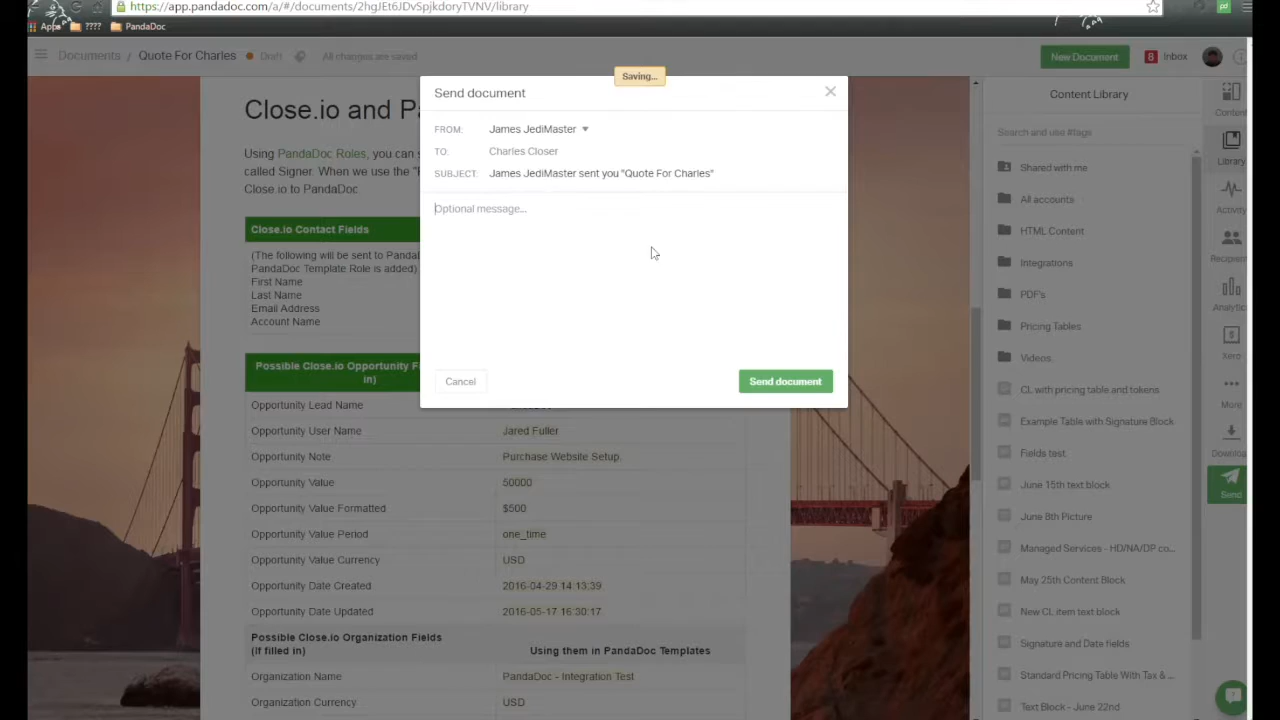 https://app.pandadoc.com/a/#/documents/2hgJEt6JDvSpjkdoryTVNV/library
Apps ???? PandaDoc
Documents / Quote For Charles Draft All changes are saved
New Document 8 Inbox
Saving...
Send document
FROM: James JediMaster
TO: Charles Closer
SUBJECT: James JediMaster sent you "Quote For Charles"
Optional message...
Cancel Send document
Close.io and P
Using PandaDoc Roles, you can s
called Signer. When we use the "
Close.io to PandaDoc
Close.io Contact Fields
(The following will be sent to Panda
PandaDoc Template Role is added)
First Name
Last Name
Email Address
Account Name
Possible Close.io Opportunity F
in)
Opportunity Lead Name
Opportunity User Name Jared Fuller
Opportunity Note Purchase Website Setup.
Opportunity Value 50000
Opportunity Value Formatted $500
Opportunity Value Period one_time
Opportunity Value Currency USD
Opportunity Date Created 2016-04-29 14:13:39
Opportunity Date Updated 2016-05-17 16:30:17
Possible Close.io Organization Fields
(If filled in) Using them in PandaDoc Templates
Organization Name PandaDoc - Integration Test
Organization Currency USD
Content Library
Search and use #tags
Shared with me
All accounts
HTML Content
Integrations
PDF's
Pricing Tables
Videos
CL with pricing table and tokens
Example Table with Signature Block
Fields test
June 15th text block
June 8th Picture
Managed Services - HD/NA/DP co...
May 25th Content Block
New CL item text block
Signature and Date fields
Standard Pricing Table With Tax & ...
Text Block - June 22nd
Content
Library
Activity
Recipien
Analytic
Xero
More
Downloa
Send